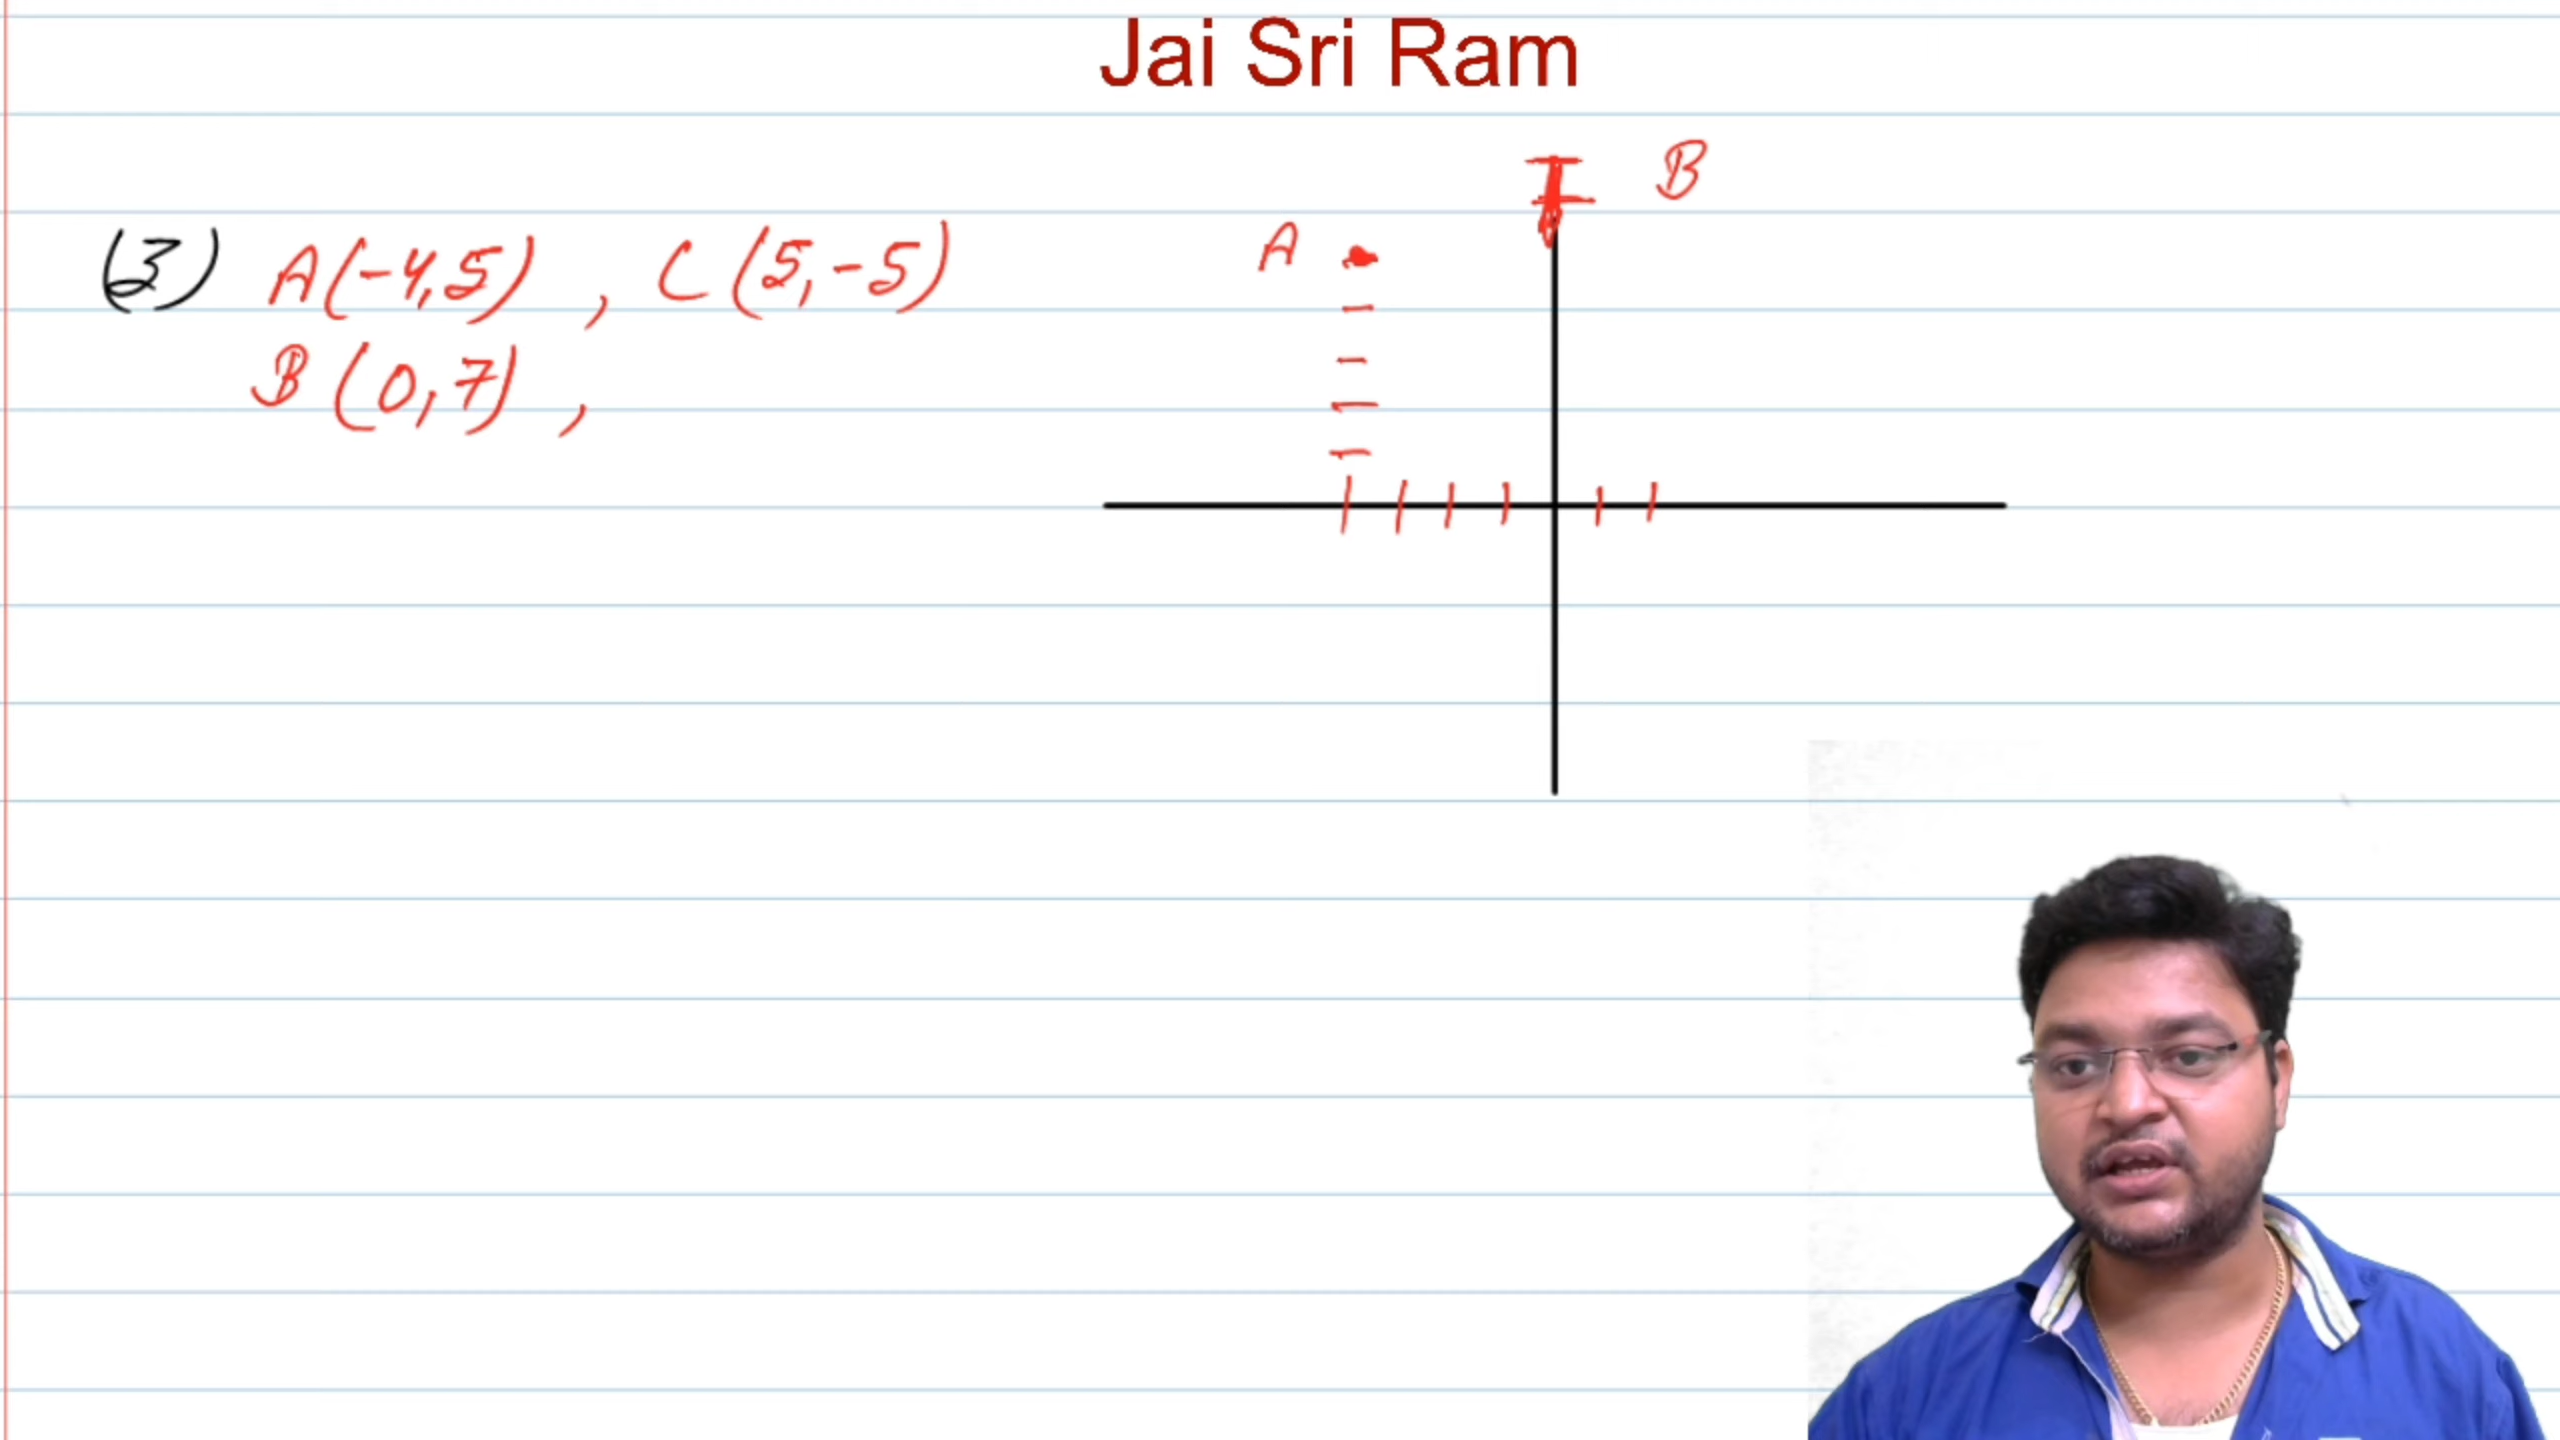 Jai Sri Ram
(3) A(-4,5) , C(5,-5)
B(0,7) ,
B
A